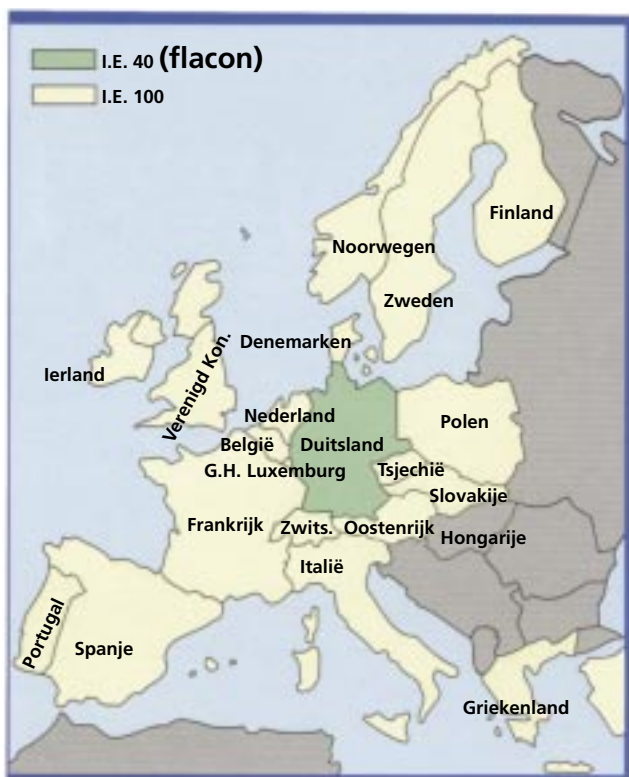 I.E. 40 (flacon)
I.E. 100
Finland
Noorwegen
Zweden
Denemarken
Ierland
Verenigd Kon.
Nederland
Polen
België
Duitsland
G.H. Luxemburg
Tsjechië
Slovakije
Frankrijk
Zwits.
Oostenrijk
Hongarije
Italië
Portugal
Spanje
Griekenland